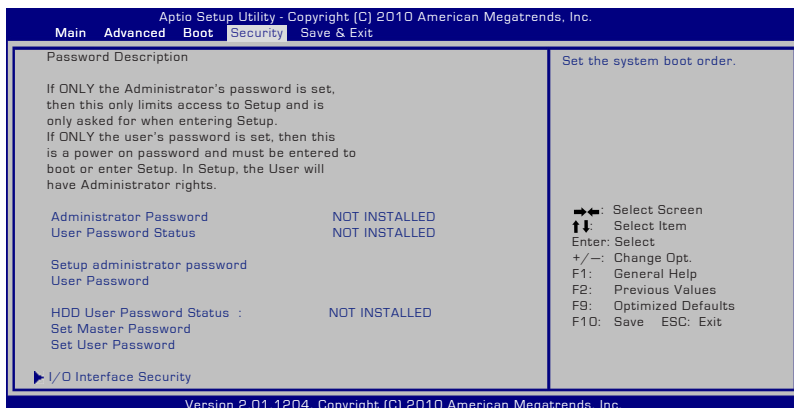 Aptio Setup Utility - Copyright (C) 2010 American Megatrends, Inc.
Main Advanced Boot Security Save & Exit
Password Description
If ONLY the Administrator's password is set,
then this only limits access to Setup and is
only asked for when entering Setup.
If ONLY the user's password is set, then this
is a power on password and must be entered to
boot or enter Setup. In Setup, the User will
have Administrator rights.
Administrator Password NOT INSTALLED
User Password Status NOT INSTALLED
Setup administrator password
User Password
HDD User Password Status : NOT INSTALLED
Set Master Password
Set User Password
I/O Interface Security
Set the system boot order.
→←: Select Screen
↑↓: Select Item
Enter: Select
+/—: Change Opt.
F1: General Help
F2: Previous Values
F9: Optimized Defaults
F10: Save ESC: Exit
Version 2.01.1204. Copyright (C) 2010 American Megatrends, Inc.